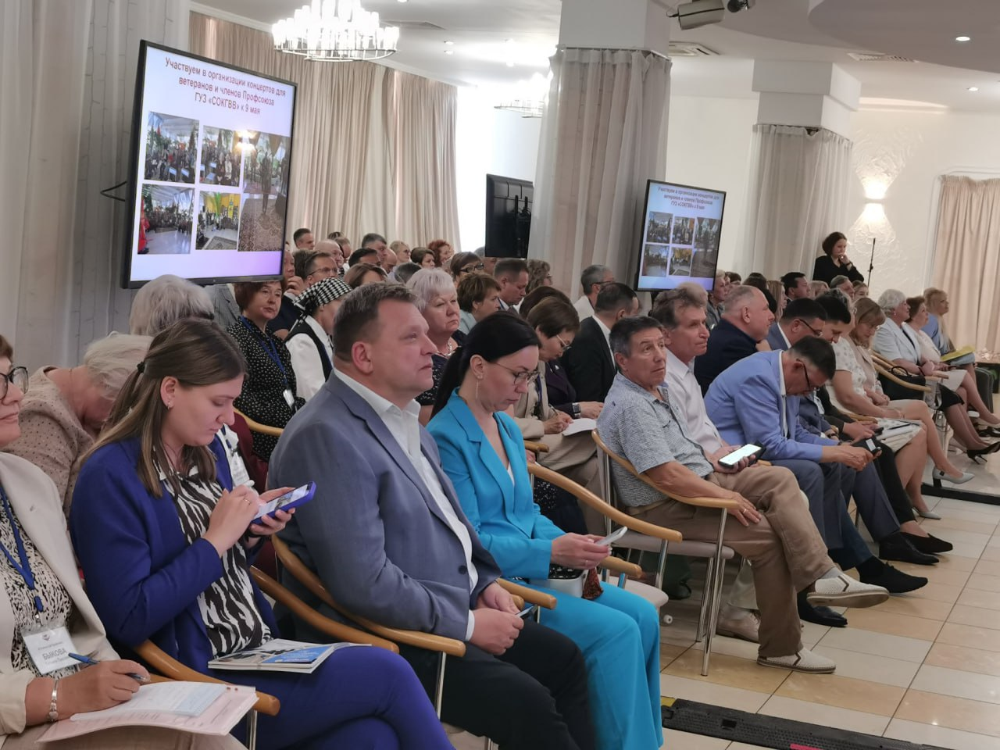 Участвуем в организации концертов для
ветеранов и членов Профсоюза
ГУЗ «СОКГВВ» к 9 мая
Участвуем в организации концертов для
ветеранов и членов Профсоюза
ГУЗ «СОКГВВ» к 9 мая
БЫКОВА